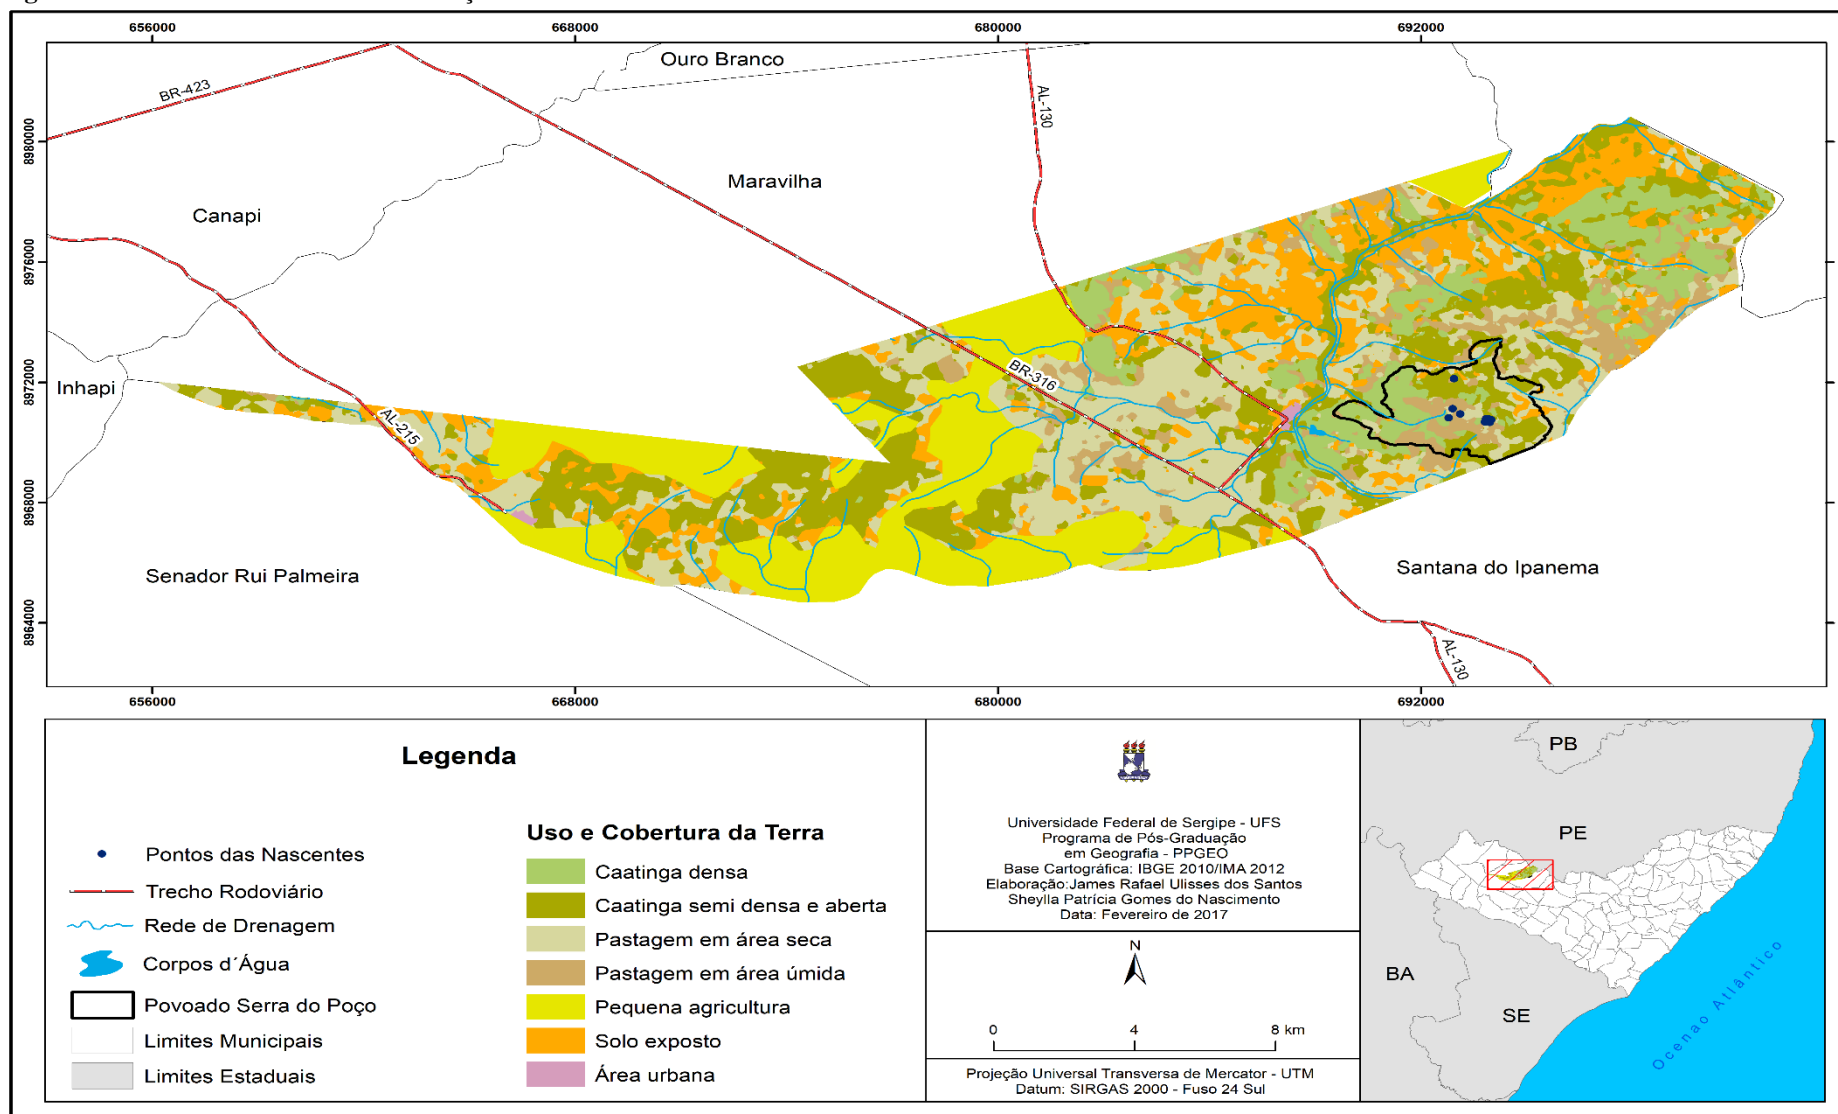 656000
668000
680000
692000
Ouro Branco
BR-423
AL-130
8980000
Maravilha
Canapi
8976000
BR-316
8972000
Inhapi
AL-215
8968000
Senador Rui Palmeira
Santana do Ipanema
8964000
AL-130
656000
668000
680000
692000
Legenda
Pontos das Nascentes
Trecho Rodoviário
Rede de Drenagem
Corpos d´Água
Povoado Serra do Poço
Limites Municipais
Limites Estaduais
Uso e Cobertura da Terra
Caatinga densa
Caatinga semi densa e aberta
Pastagem em área seca
Pastagem em área úmida
Pequena agricultura
Solo exposto
Área urbana
Universidade Federal de Sergipe - UFS
Programa de Pós-Graduação
em Geografia - PPGEO
Base Cartográfica: IBGE 2010/IMA 2012
Elaboração:James Rafael Ulisses dos Santos
Sheylla Patrícia Gomes do Nascimento
Data: Fevereiro de 2017
N
0 4 8 km
Projeção Universal Transversa de Mercator - UTM
Datum: SIRGAS 2000 - Fuso 24 Sul
PB
PE
BA
SE
Ocenao Atlântico